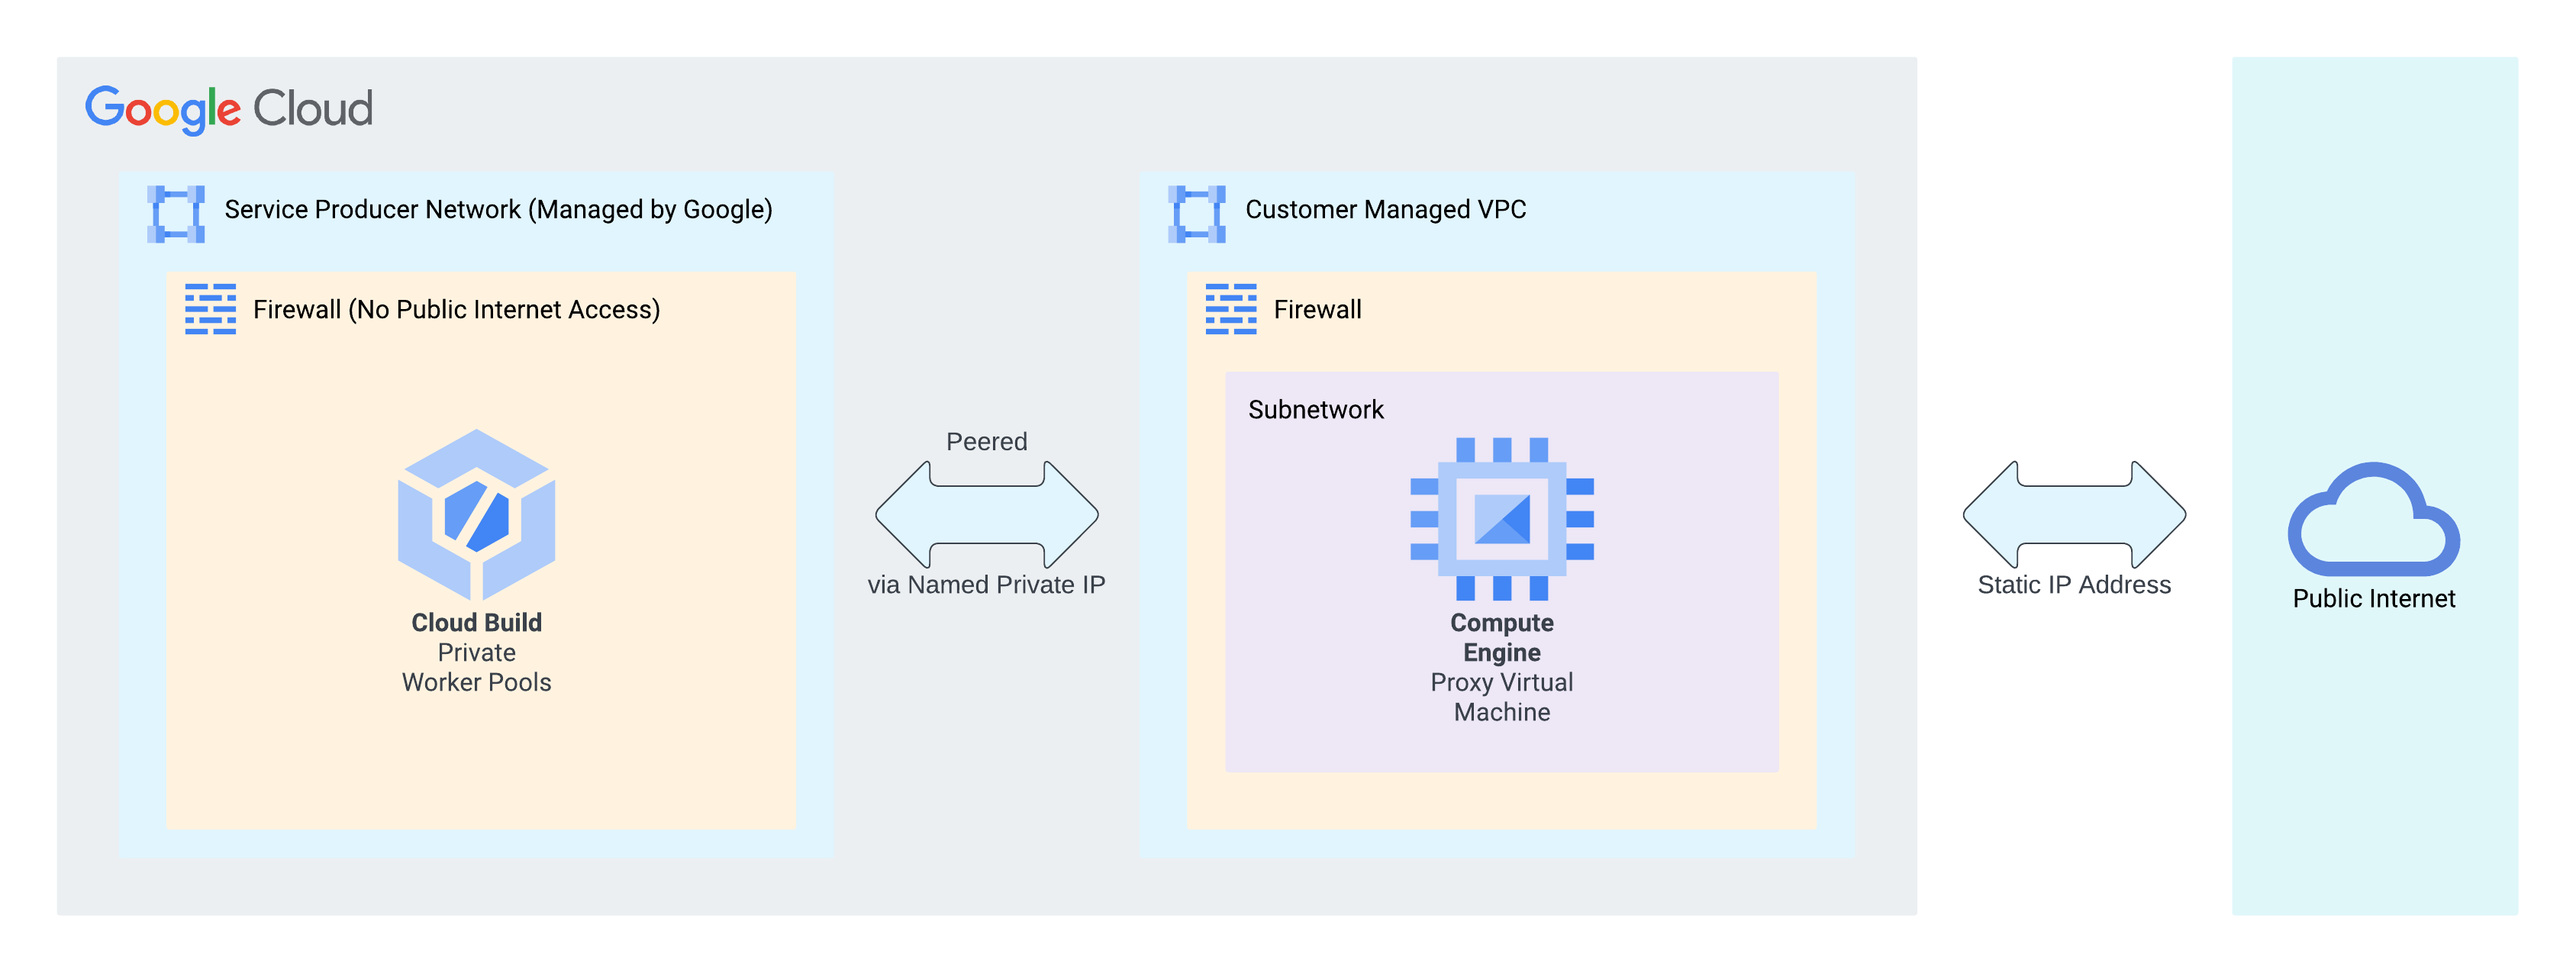 Google Cloud
Service Producer Network (Managed by Google)
Firewall (No Public Internet Access)
Cloud Build
Private
Worker Pools
Peered
via Named Private IP
Customer Managed VPC
Firewall
Subnetwork
Compute
Engine
Proxy Virtual
Machine
Static IP Address
Public Internet